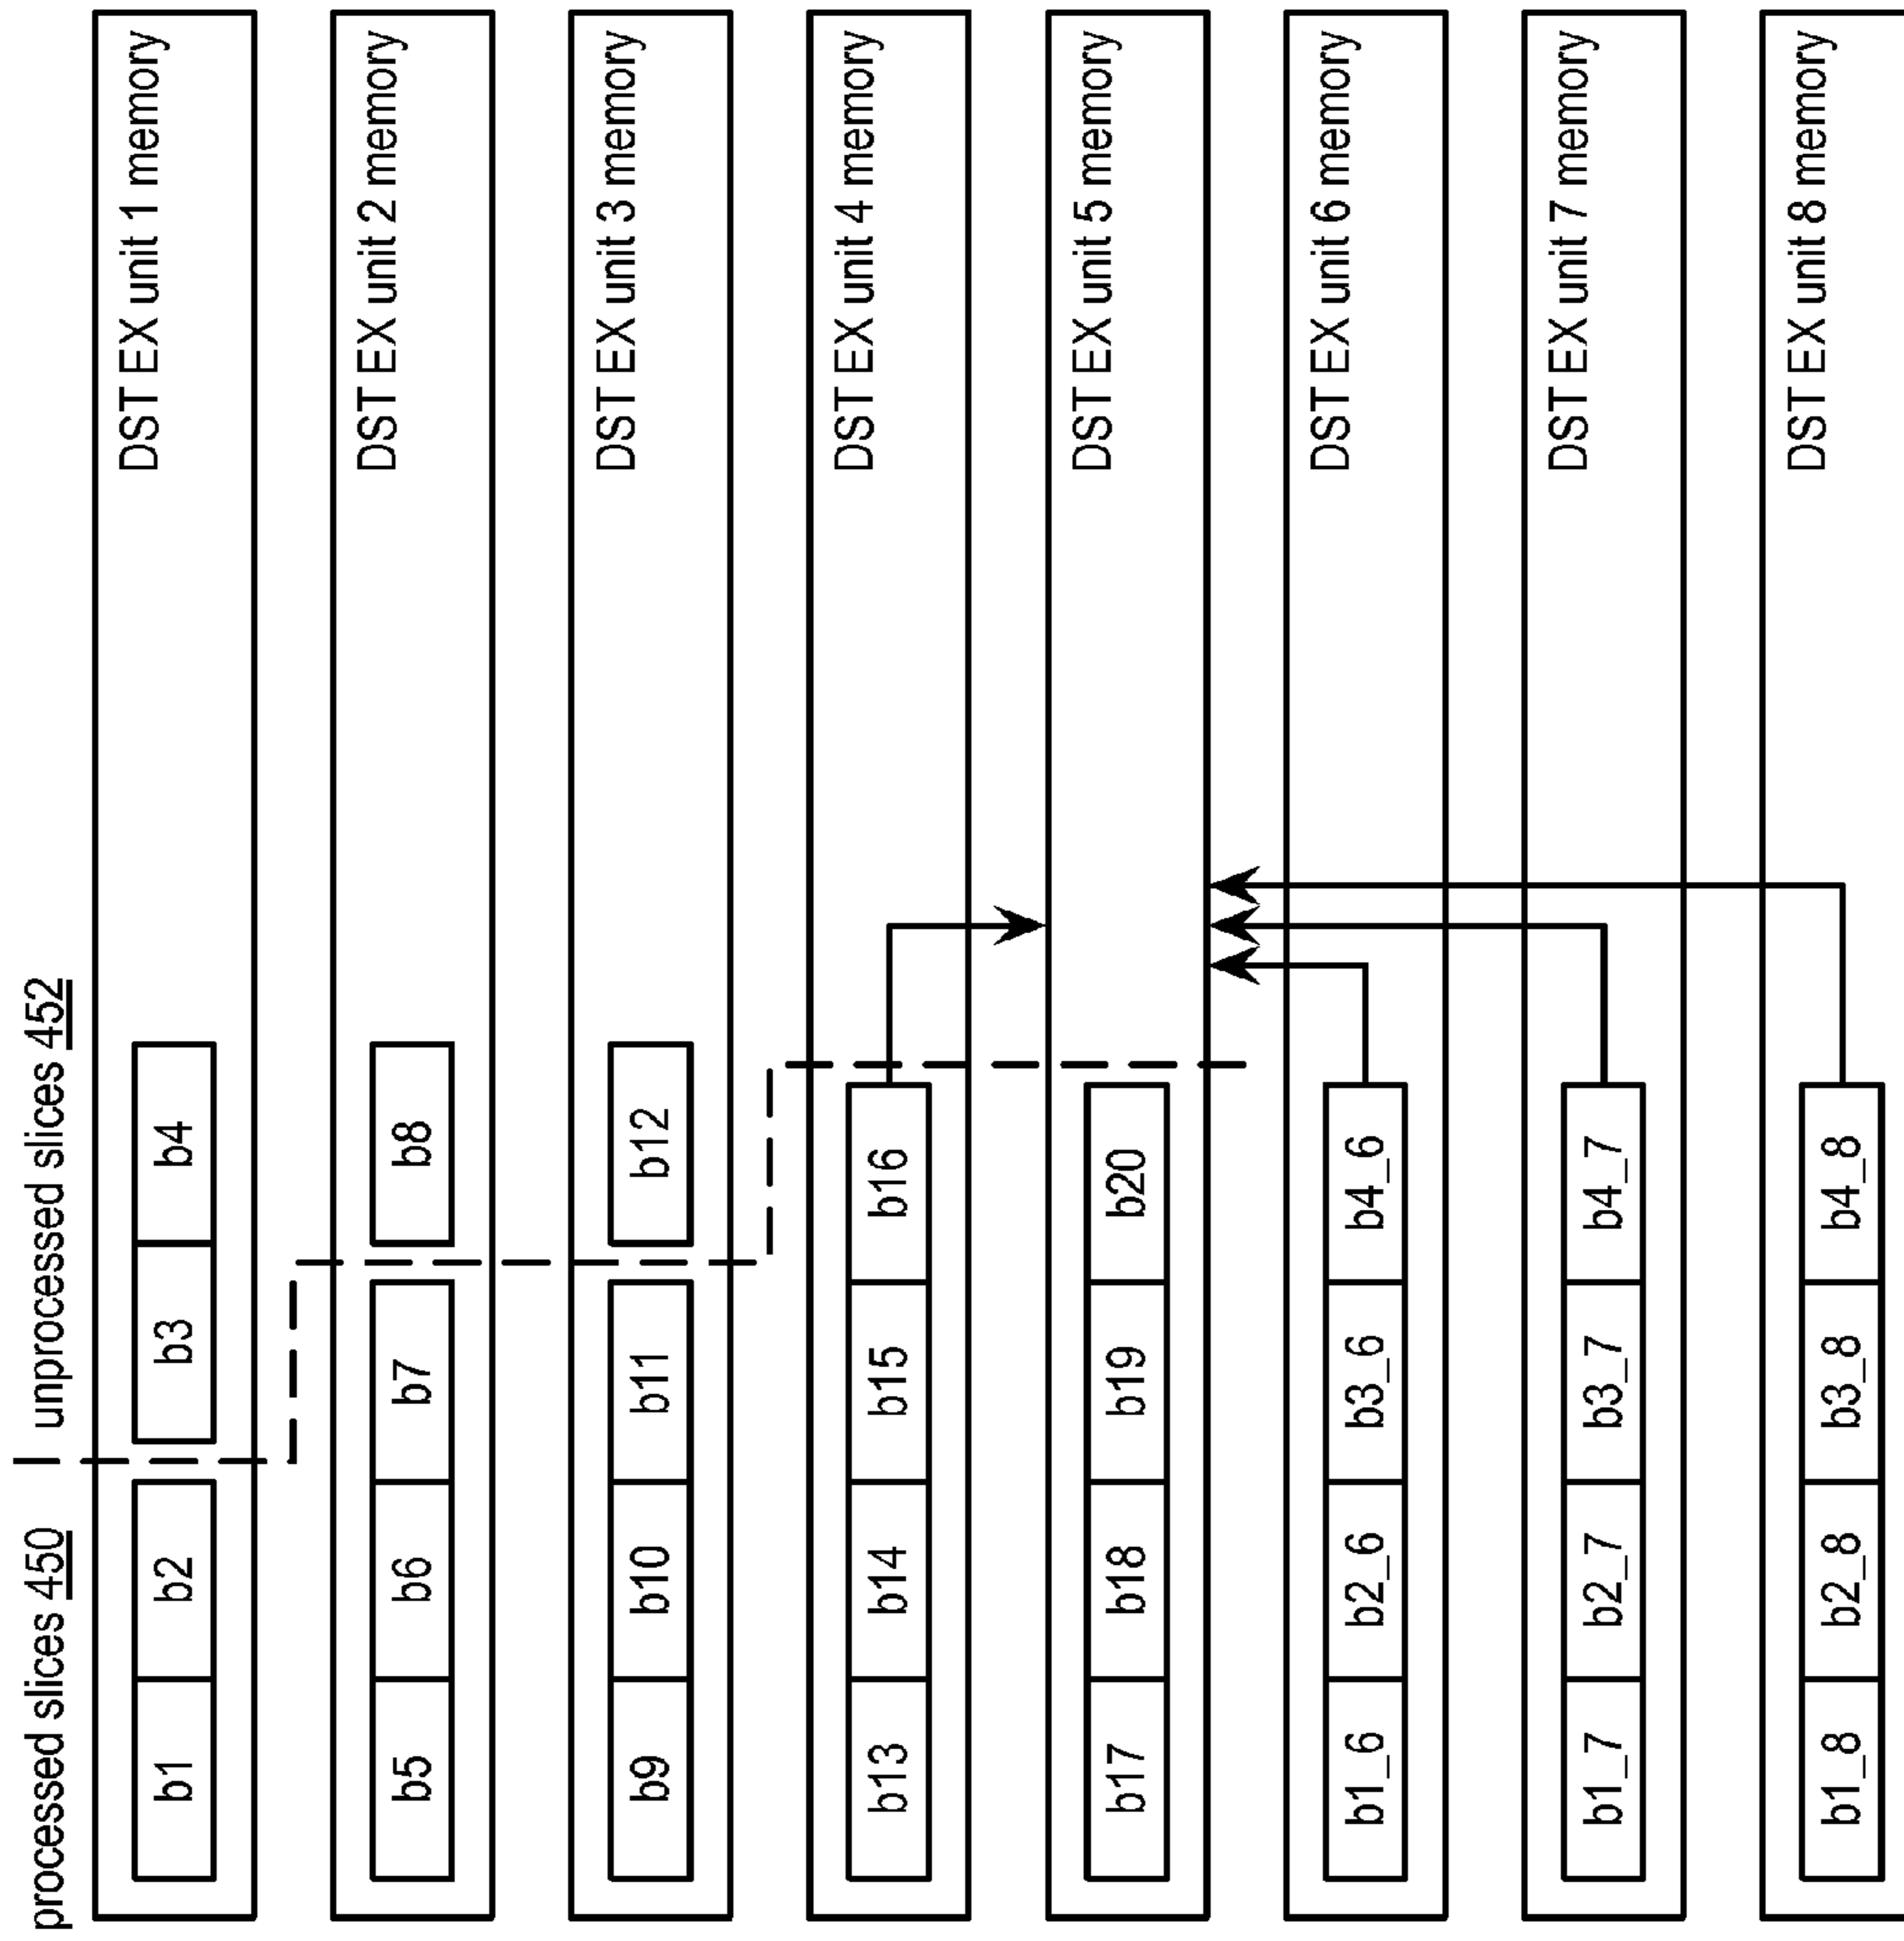 processed slices 450 unprocessed slices 452
b1 b2 b3 b4 DST EX unit 1 memory
b5 b6 b7 b8 DST EX unit 2 memory
b9 b10 b11 b12 DST EX unit 3 memory
b13 b14 b15 b16 DST EX unit 4 memory
b17 b18 b19 b20 DST EX unit 5 memory
b1_6 b2_6 b3_6 b4_6 DST EX unit 6 memory
b1_7 b2_7 b3_7 b4_7 DST EX unit 7 memory
b1_8 b2_8 b3_8 b4_8 DST EX unit 8 memory